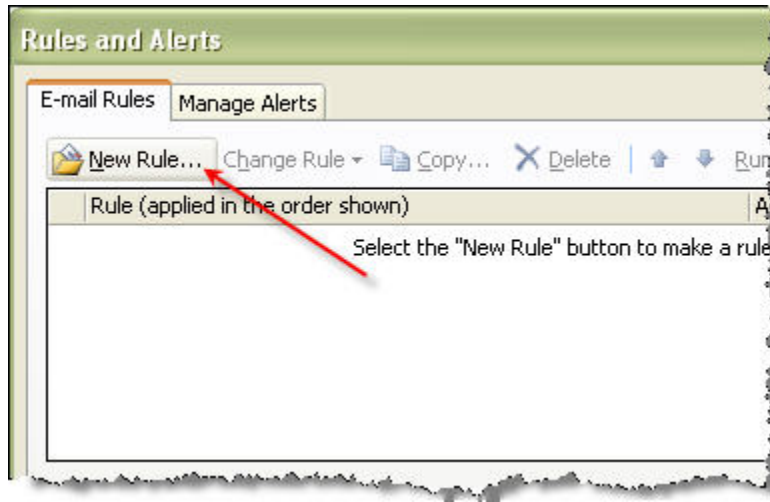 Rules and Alerts
E-mail Rules Manage Alerts
New Rule... Change Rule Copy... Delete Run
Rule (applied in the order shown) A
Select the "New Rule" button to make a rule